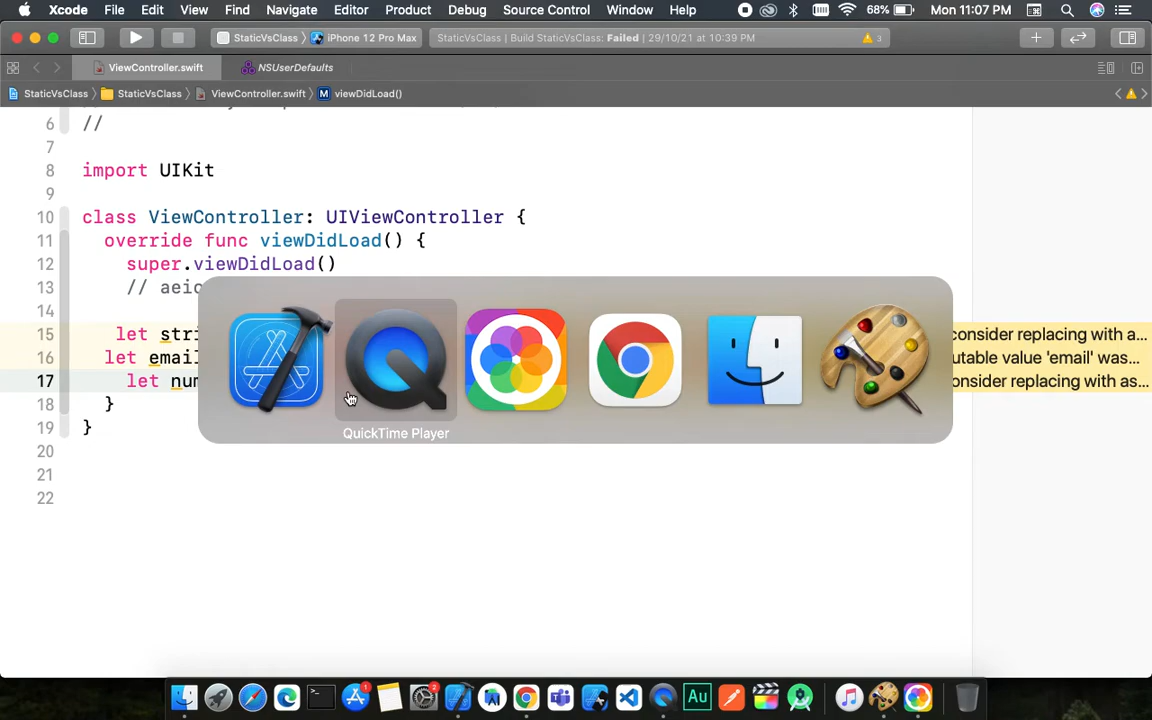 Xcode File Edit View Find Navigate Editor Product Debug Source Control Window Help 68% Mon 11:07 PM
StaticVsClass iPhone 12 Pro Max StaticVsClass | Build StaticVsClass: Failed | 29/10/21 at 10:39 PM 3
ViewController.swift NSUserDefaults
StaticVsClass StaticVsClass ViewController.swift M viewDidLoad()
6 //
7
8 import UIKit
9
10 class ViewController: UIViewController {
11 override func viewDidLoad() {
12 super.viewDidLoad()
13 // aeio
14
15 let stri consider replacing with a...
16 let email utable value 'email' was...
17 let num onsider replacing with as...
18 }
19 }
QuickTime Player
20
21
22
1 2
Au